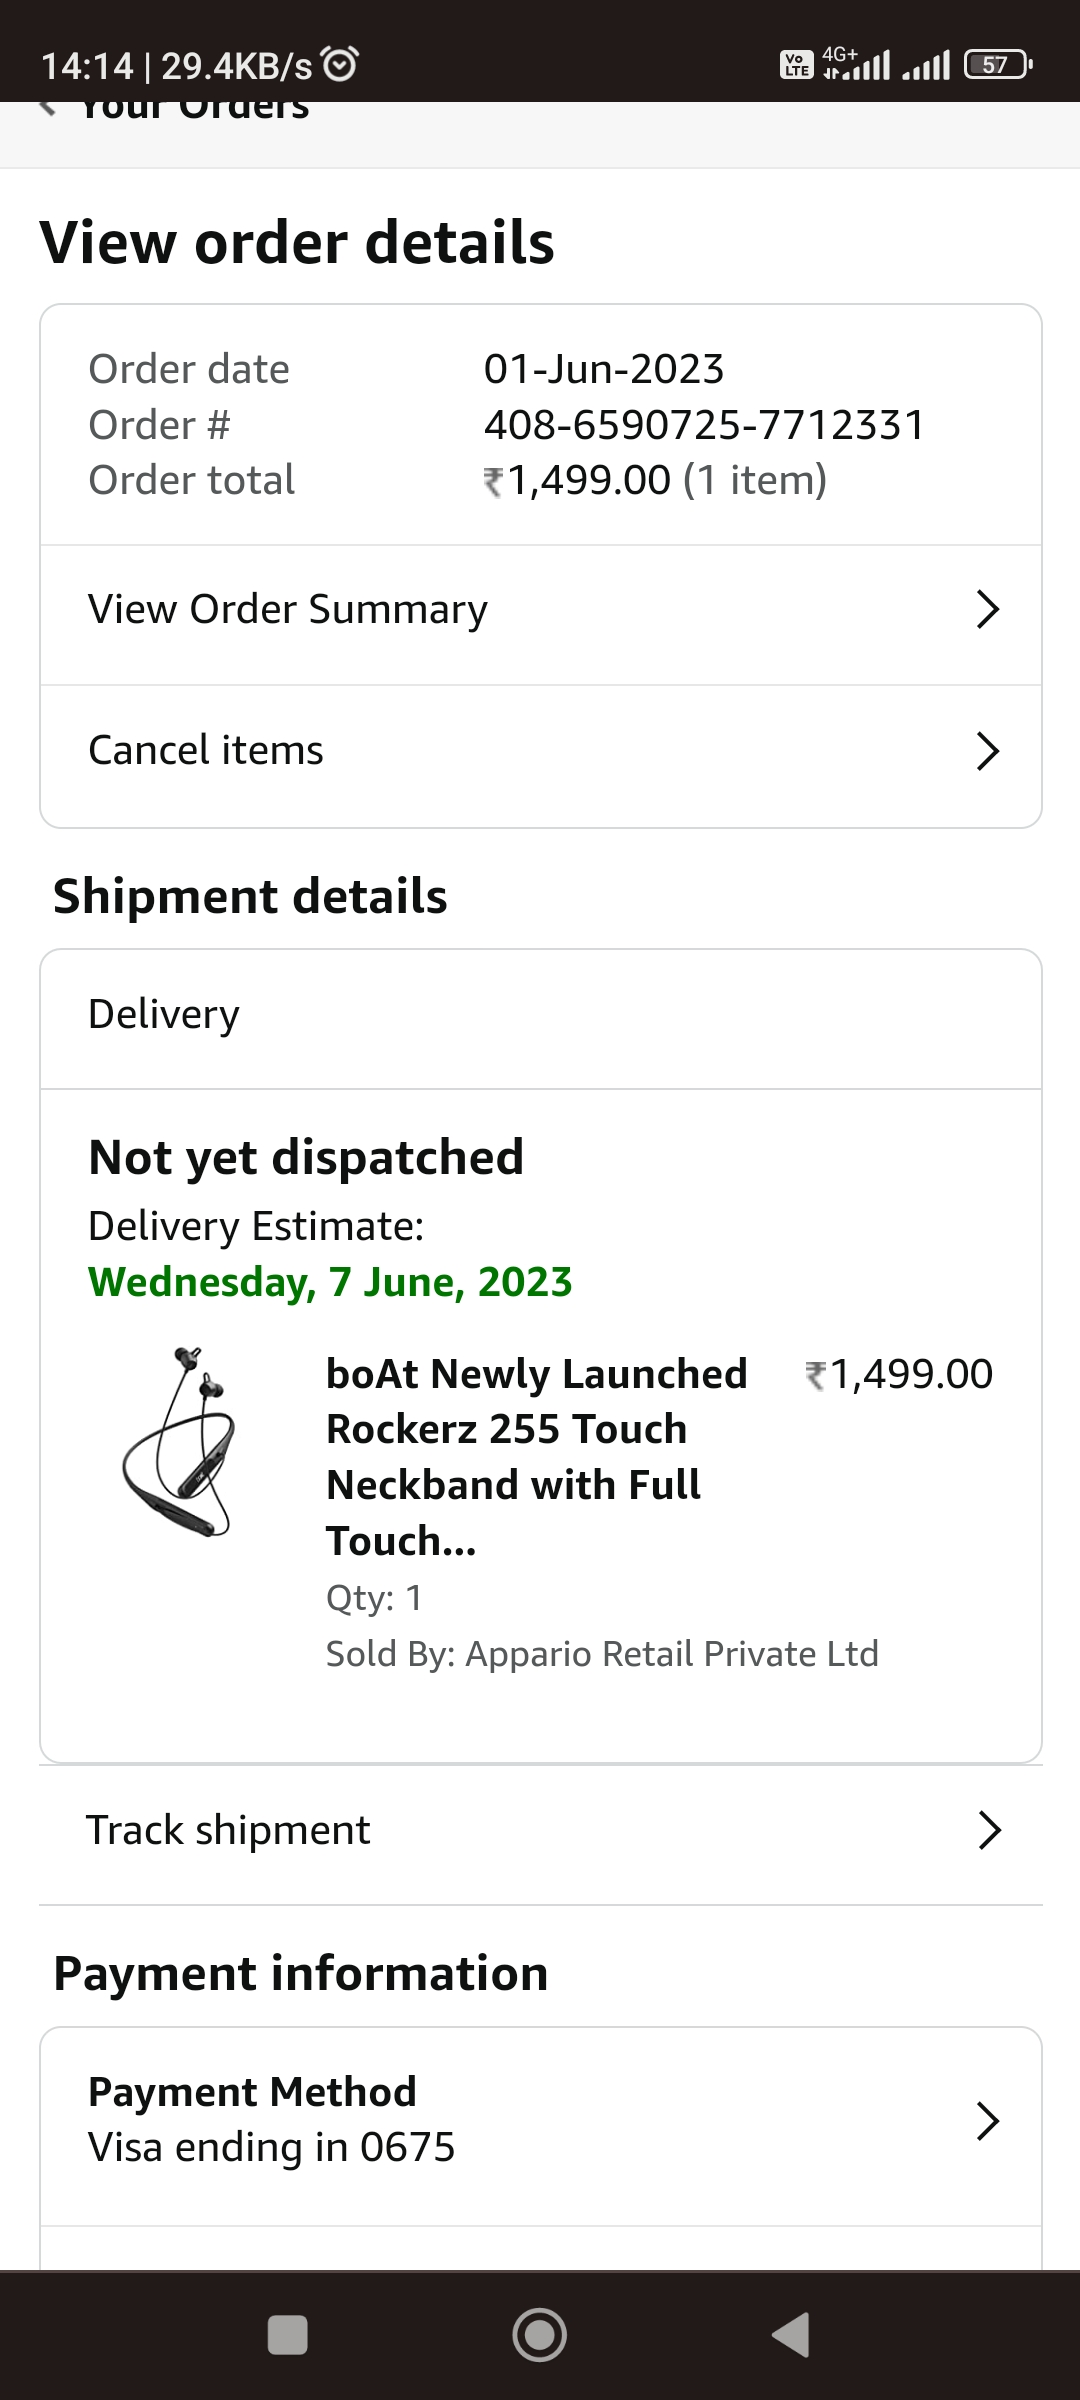 14:14 | 29.4KB/s
Vo LTE 4G+ 57
Your Orders
View order details
Order date 01-Jun-2023
Order # 408-6590725-7712331
Order total ₹1,499.00 (1 item)
View Order Summary
Cancel items
Shipment details
Delivery
Not yet dispatched
Delivery Estimate:
Wednesday, 7 June, 2023
boAt Newly Launched ₹1,499.00
Rockerz 255 Touch
Neckband with Full
Touch...
Qty: 1
Sold By: Appario Retail Private Ltd
Track shipment
Payment information
Payment Method
Visa ending in 0675